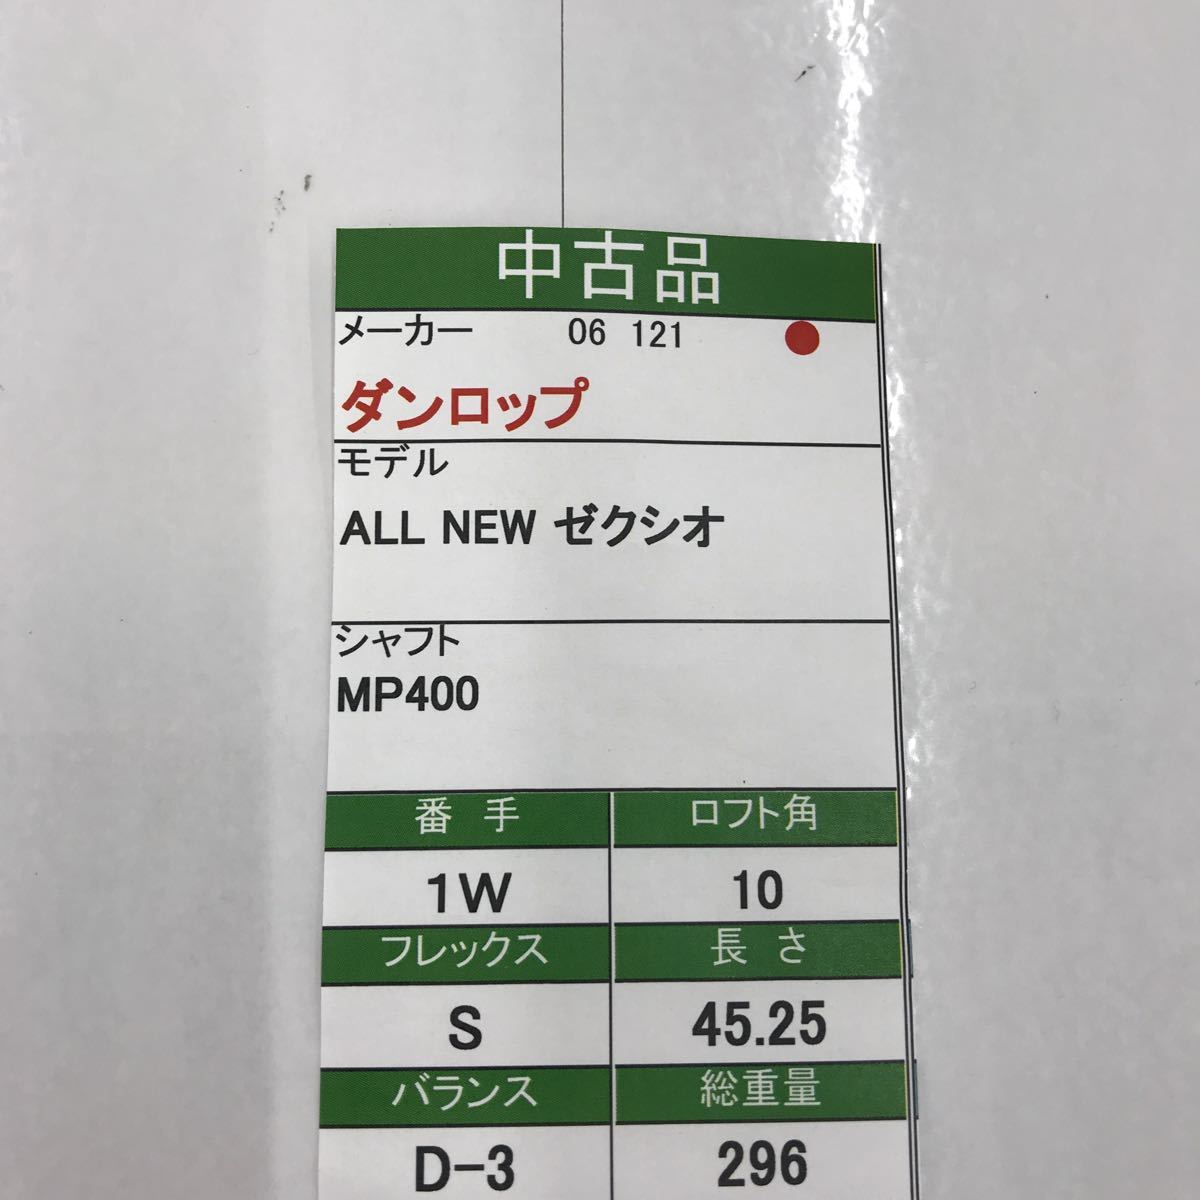 中古品
メーカー 06 121
ダンロップ
モデル
ALL NEW ゼクシオ
シャフト
MP400
番手 ロフト角
1W 10
フレックス 長さ
S 45.25
バランス 総重量
D-3 296